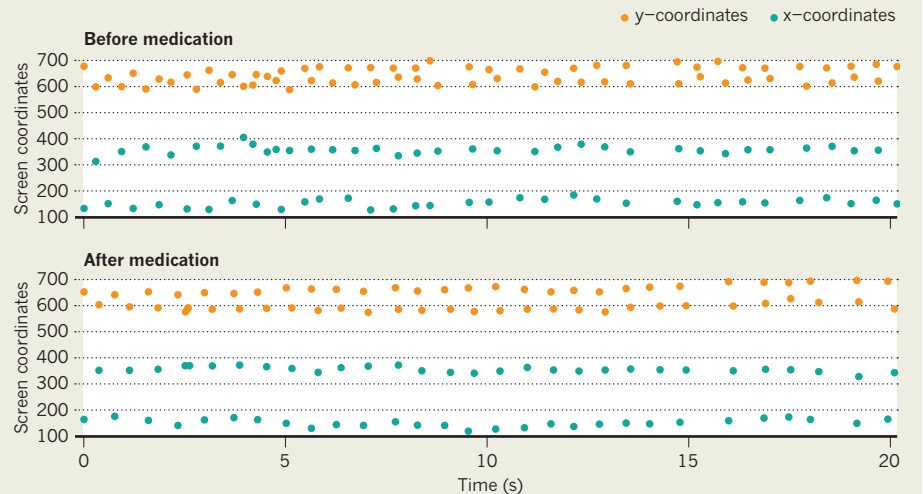 y–coordinates x–coordinates
Before medication
Screen coordinates
700
600
500
400
300
200
100
After medication
Screen coordinates
700
600
500
400
300
200
100
0 5 10 15 20
Time (s)